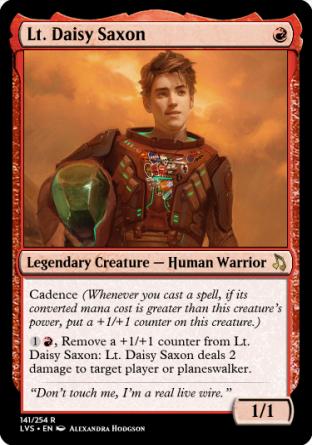 Lt. Daisy Saxon
Legendary Creature — Human Warrior
Cadence (Whenever you cast a spell, if its
converted mana cost is greater than this creature's
power, put a +1/+1 counter on this creature.)
1 , Remove a +1/+1 counter from Lt.
Daisy Saxon: Lt. Daisy Saxon deals 2
damage to target player or planeswalker.
“Don't touch me, I'm a real live wire.”
1/1
141/254 R
LVS • EN Alexandra Hodgson